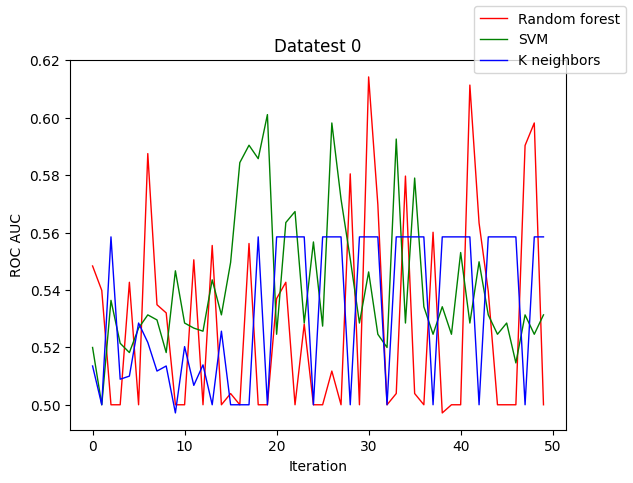 Random forest
SVM
K neighbors
Datatest 0
0.62
0.60
0.58
0.56
0.54
0.52
0.50
ROC AUC
0 10 20 30 40 50
Iteration